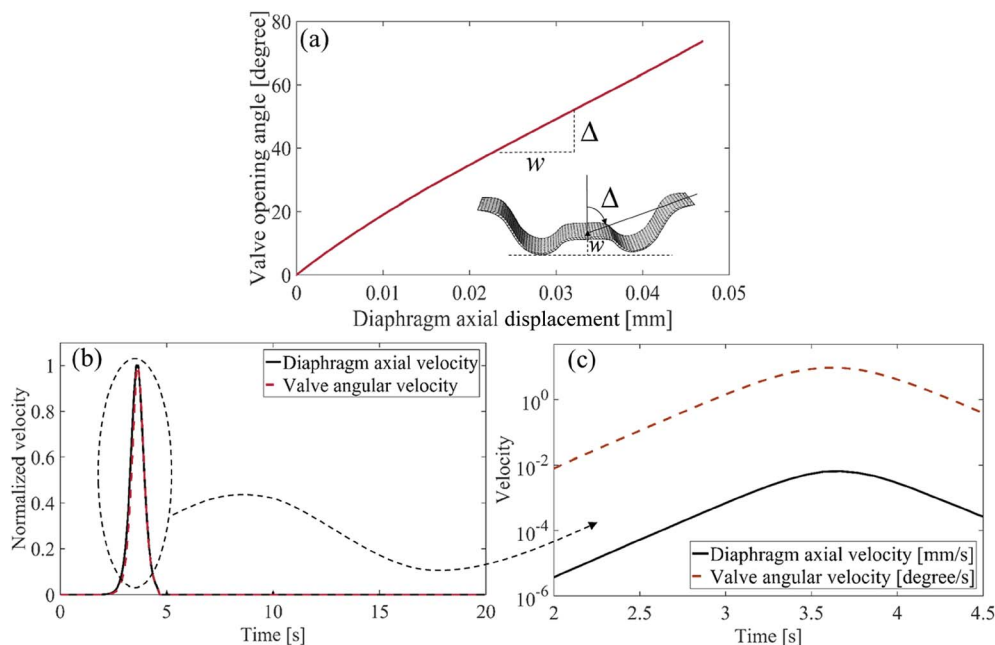 (a)
Valve opening angle [degree]
80
60
40
20
0
Δ
w
Δ
w
0
0.01
0.02
0.03
0.04
0.05
Diaphragm axial displacement [mm]
(b)
Diaphragm axial velocity
Valve angular velocity
Normalized velocity
1
0.8
0.6
0.4
0.2
0
0
5
10
15
20
Time [s]
(c)
Velocity
10^0
10^-2
10^-4
10^-6
Diaphragm axial velocity [mm/s]
Valve angular velocity [degree/s]
2
2.5
3
3.5
4
4.5
Time [s]